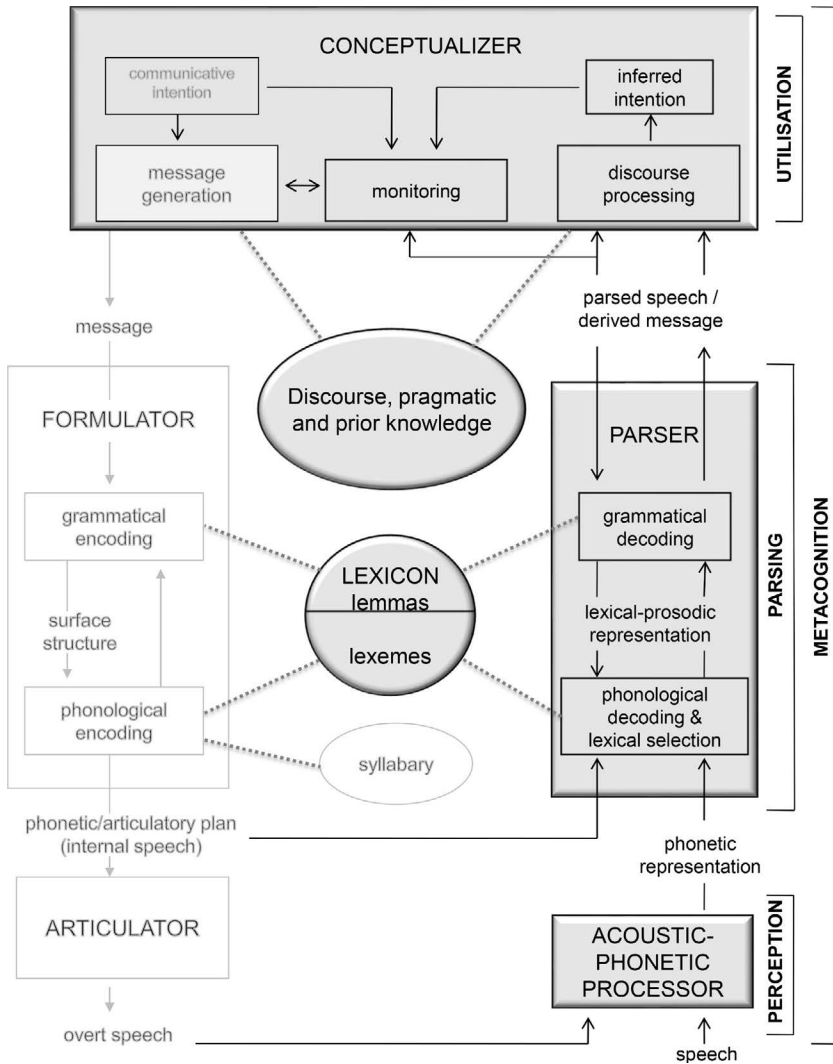 CONCEPTUALIZER
communicative
intention
inferred
intention
message
generation
monitoring
discourse
processing
UTILISATION
message
parsed speech /
derived message
Discourse, pragmatic
and prior knowledge
FORMULATOR
PARSER
grammatical
encoding
grammatical
decoding
LEXICON
lemmas
lexemes
surface
structure
lexical-prosodic
representation
phonological
encoding
phonological
decoding &
lexical selection
syllabary
PARSING
METACOGNITION
phonetic/articulatory plan
(internal speech)
phonetic
representation
ARTICULATOR
ACOUSTIC-
PHONETIC
PROCESSOR
PERCEPTION
overt speech
speech